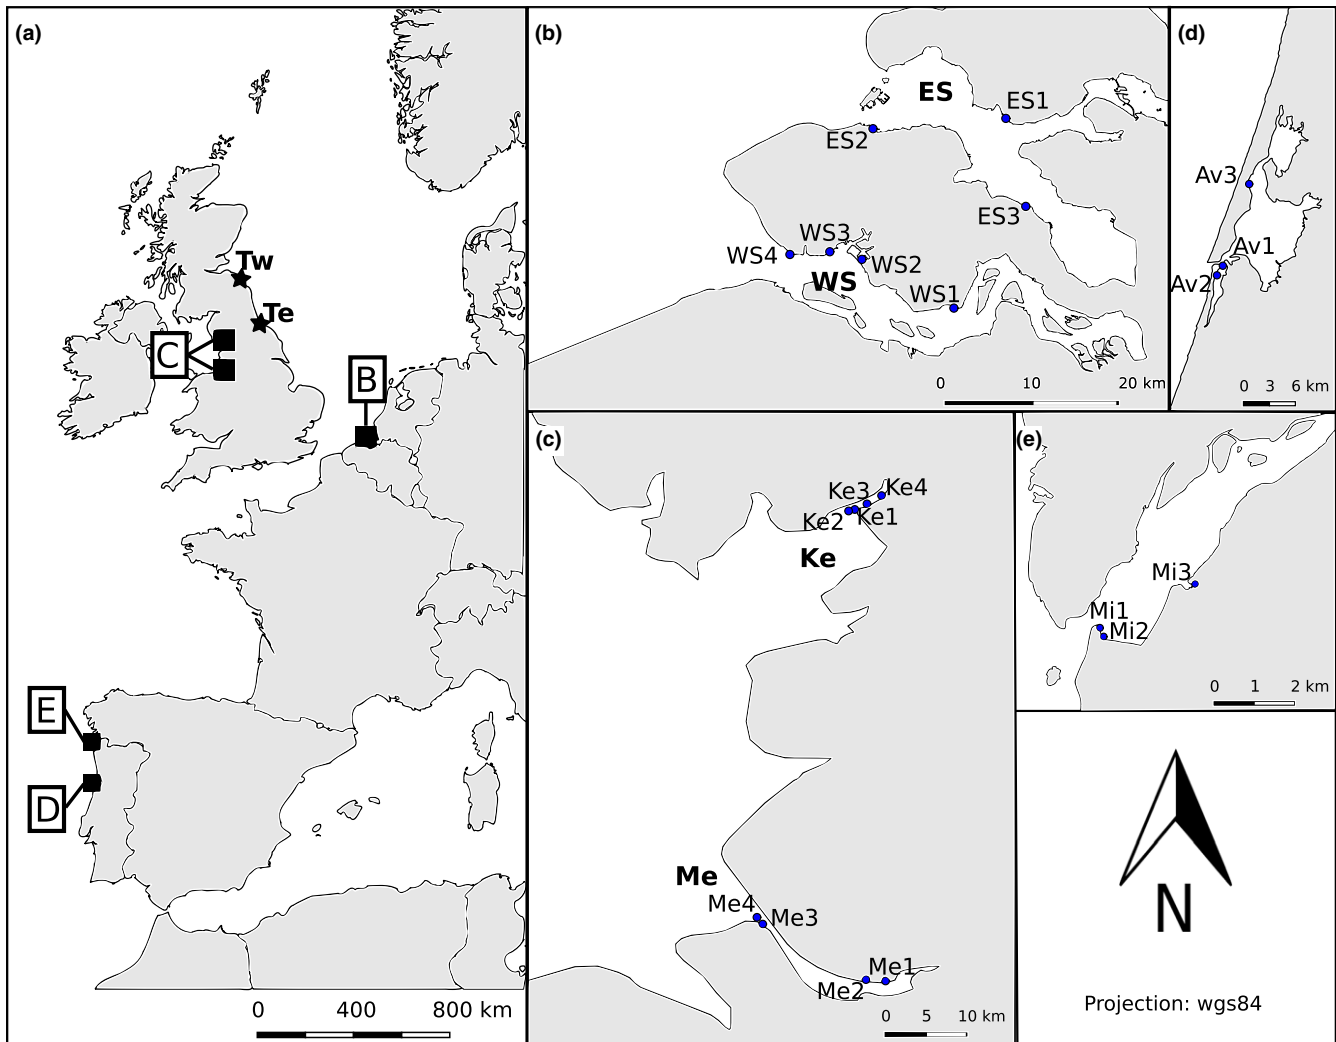 (a)
Tw
Te
C
B
E
D
0 400 800 km
(b)
ES
ES1
ES2
ES3
WS3
WS4
WS2
WS
WS1
0 10 20 km
(c)
Ke3
Ke4
Ke2
Ke1
Ke
Me
Me4
Me3
Me1
Me2
0 5 10 km
(d)
Av3
Av1
Av2
0 3 6 km
(e)
Mi3
Mi1
Mi2
0 1 2 km
N
Projection: wgs84